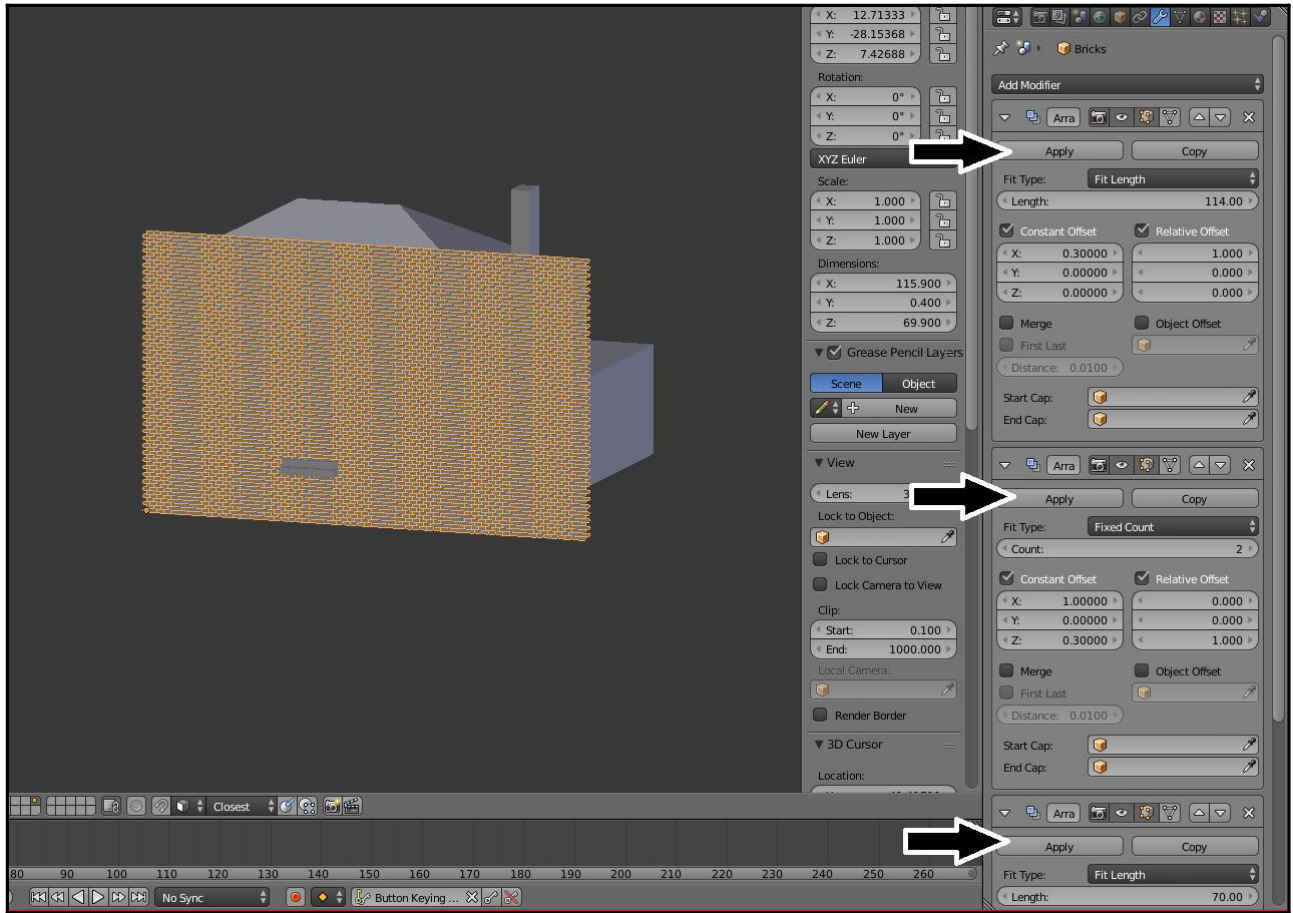 X: 12.71333
Y: -28.15368
Z: 7.42688
Rotation:
X: 0°
Y: 0°
Z: 0°
XYZ Euler
Scale:
X: 1.000
Y: 1.000
Z: 1.000
Dimensions:
X: 115.900
Y: 0.400
Z: 69.900
Grease Pencil Layers
Scene Object
New
New Layer
View
Lens: 3
Lock to Object:
Lock to Cursor
Lock Camera to View
Clip:
Start: 0.100
End: 1000.000
Local Camera:
Render Border
3D Cursor
Location:
Bricks
Add Modifier
Arra
Apply Copy
Fit Type: Fit Length
Length: 114.00
Constant Offset Relative Offset
X: 0.30000 1.000
Y: 0.00000 0.000
Z: 0.00000 0.000
Merge Object Offset
First Last
Distance: 0.0100
Start Cap:
End Cap:
Arra
Apply Copy
Fit Type: Fixed Count
Count: 2
Constant Offset Relative Offset
X: 1.00000 0.000
Y: 0.00000 0.000
Z: 0.30000 1.000
Merge Object Offset
First Last
Distance: 0.0100
Start Cap:
End Cap:
Arra
Apply Copy
Fit Type: Fit Length
Length: 70.00
Closest
80 90 100 110 120 130 140 150 160 170 180 190 200 210 220 230 240 250 260
No Sync Button Keying ...